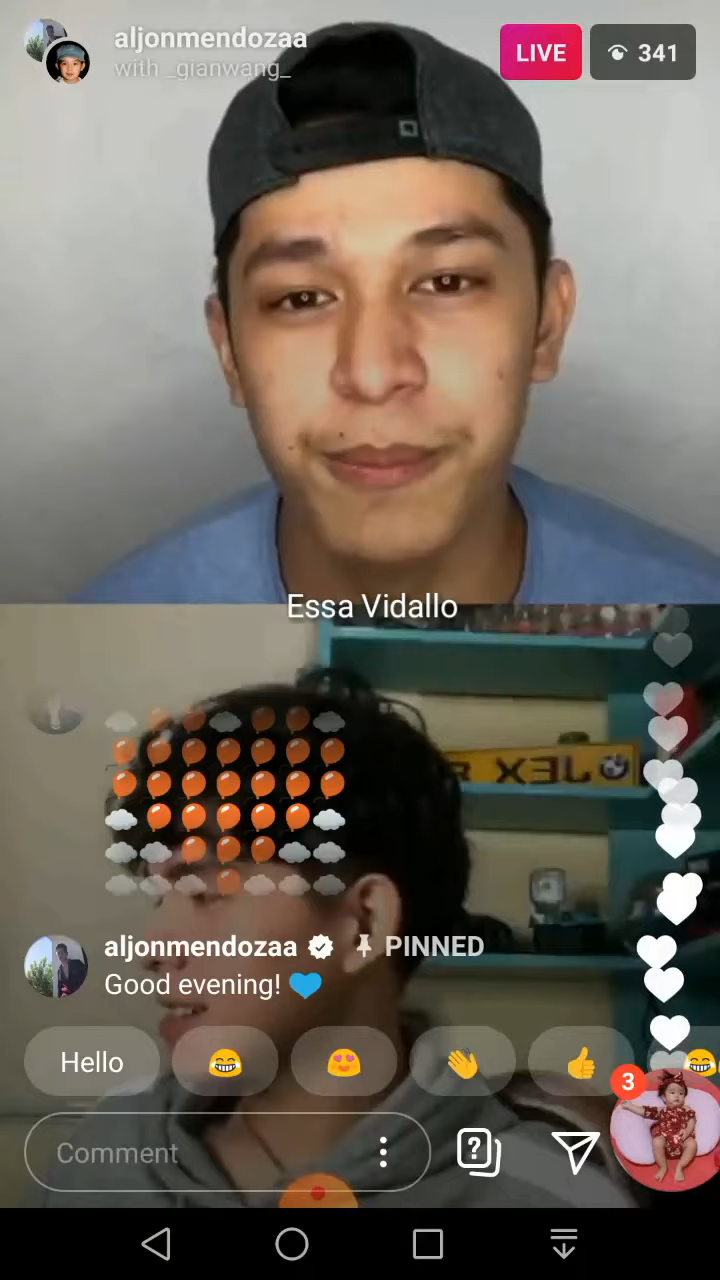 aljonmendozaa
with _gianwang_
LIVE
341
Essa Vidallo
aljonmendozaa PINNED
Good evening!
Hello
3
Comment
?